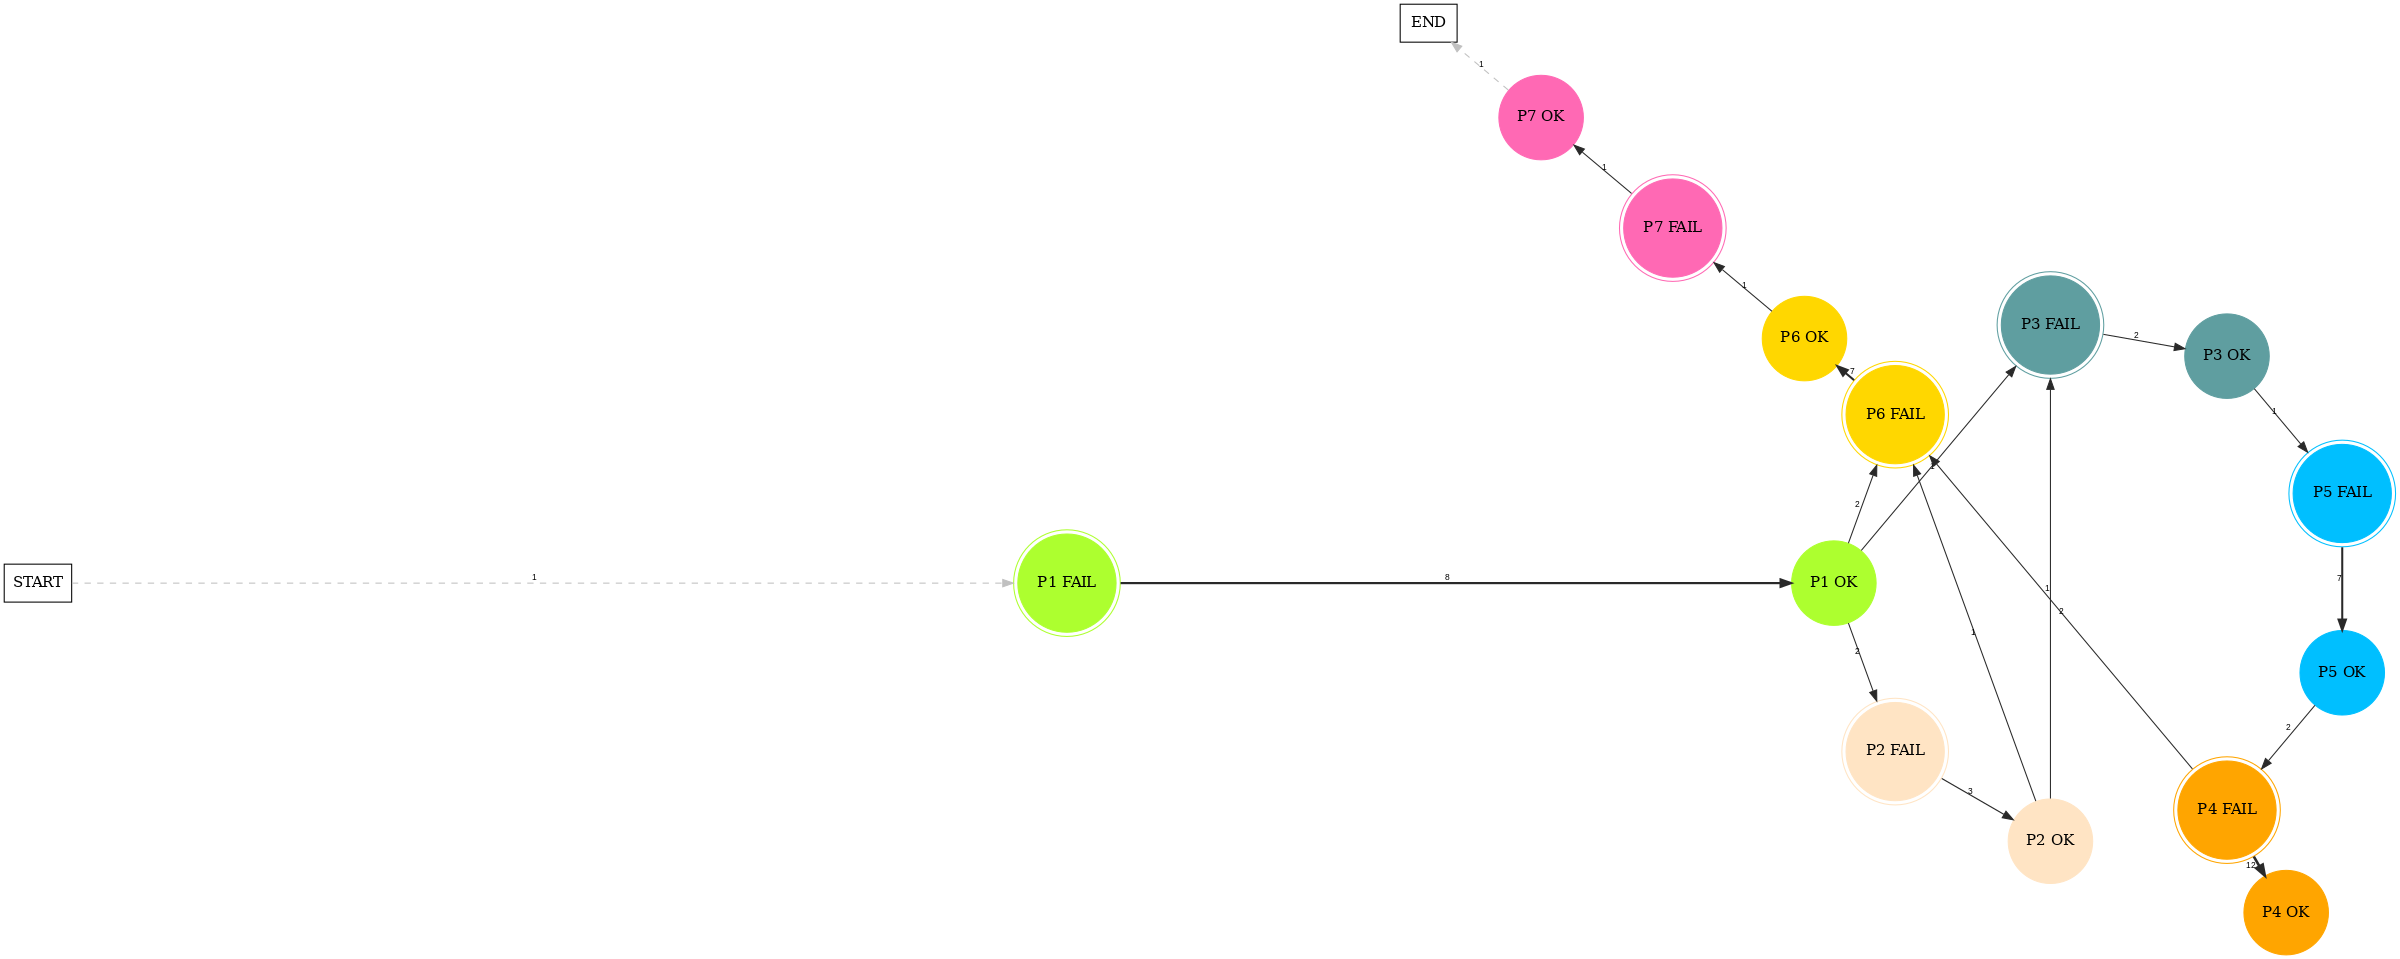 END
1
P7 OK
1
P7 FAIL
1
P6 OK
P3 FAIL
2
P3 OK
7
P6 FAIL
1
1
P5 FAIL
2
START
1
P1 FAIL
8
P1 OK
7
1
2
1
2
P5 OK
2
P2 FAIL
3
P4 FAIL
P2 OK
12
P4 OK